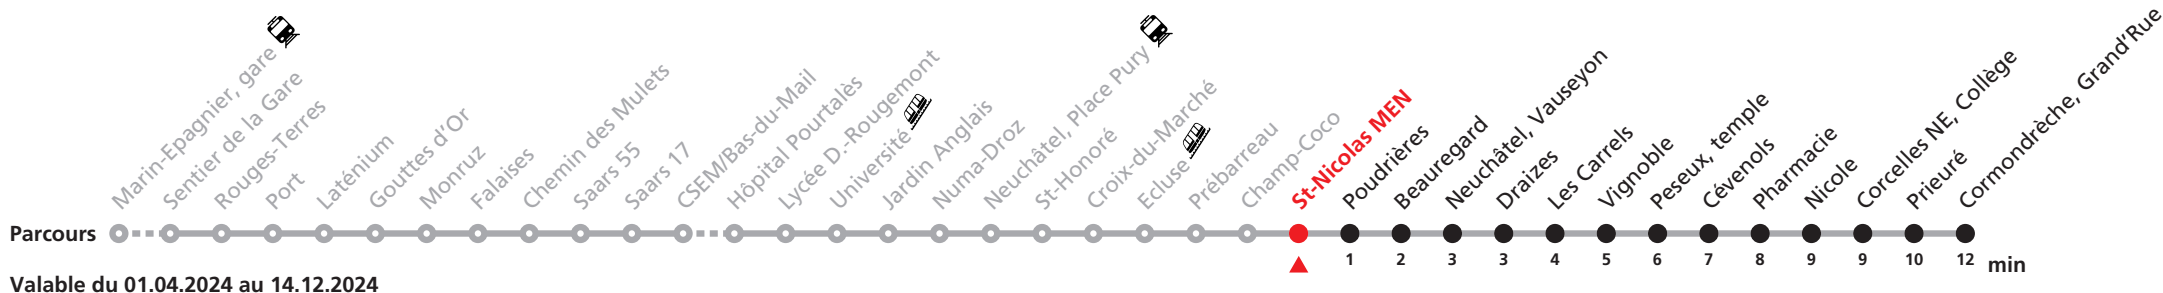 Marin-Epagnier, gare
Sentier de la Gare
Rouges-Terres
Port
Laténium
Gouttes d'Or
Monruz
Falaises
Chemin des Mulets
Saars 55
Saars 17
CSEM/Bas-du-Mail
Hôpital Pourtalès
Lycée D.-Rougemont
Université
Jardin Anglais
Numa-Droz
Neuchâtel, Place Pury
St-Honoré
Croix-du-Marché
Ecluse
Prébarreau
Champ-Coco
St-Nicolas MEN
Poudrières
Beauregard
Neuchâtel, Vauseyon
Draizes
Les Carrels
Vignoble
Peseux, temple
Cévenols
Pharmacie
Nicole
Corcelles NE, Collège
Prieuré
Cormondrèche, Grand'Rue
Parcours
1 2 3 3 4 5 6 7 8 9 9 10 12 min
Valable du 01.04.2024 au 14.12.2024